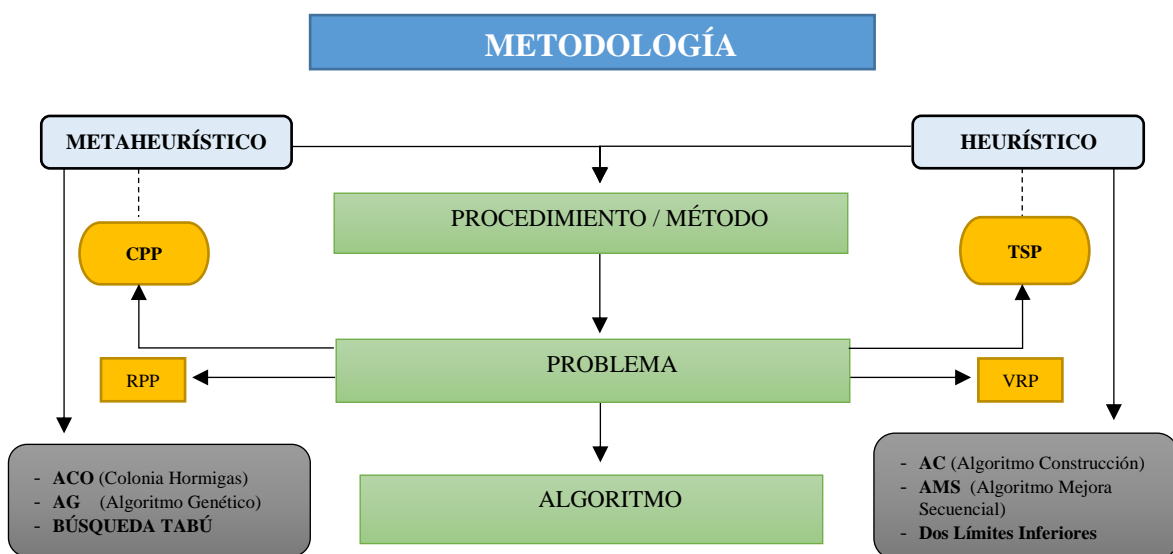 METODOLOGÍA
METAHEURÍSTICO
HEURÍSTICO
PROCEDIMIENTO / MÉTODO
CPP
TSP
PROBLEMA
RPP
VRP
- ACO (Colonia Hormigas)
- AG (Algoritmo Genético)
- BÚSQUEDA TABÚ
ALGORITMO
- AC (Algoritmo Construcción)
- AMS (Algoritmo Mejora
Secuencial)
- Dos Límites Inferiores